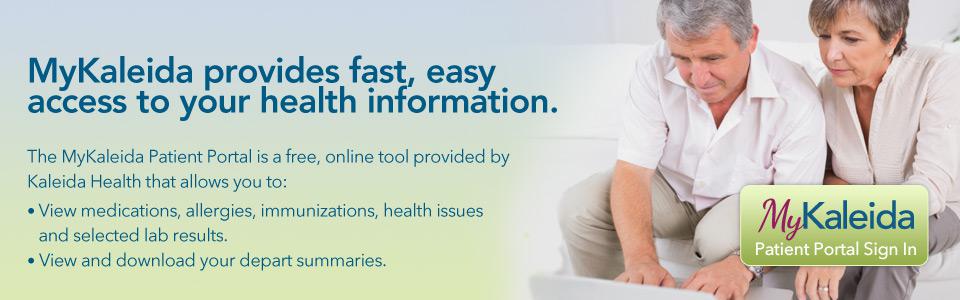 MyKaleida provides fast, easy
access to your health information.
The MyKaleida Patient Portal is a free, online tool provided by
Kaleida Health that allows you to:
• View medications, allergies, immunizations, health issues
and selected lab results.
• View and download your depart summaries.
MyKaleida
Patient Portal Sign In